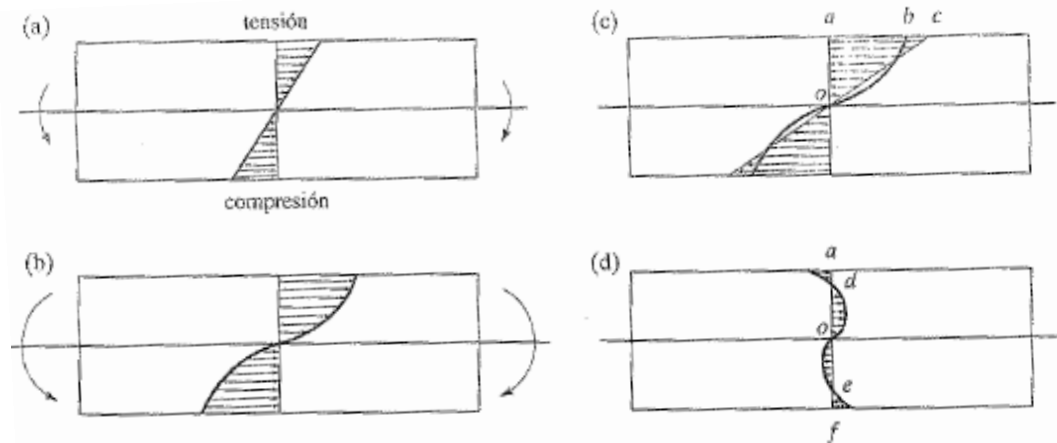 (a)
tensión
compresión
(b)
(c)
a b c
o
(d)
a
d
o
e
f